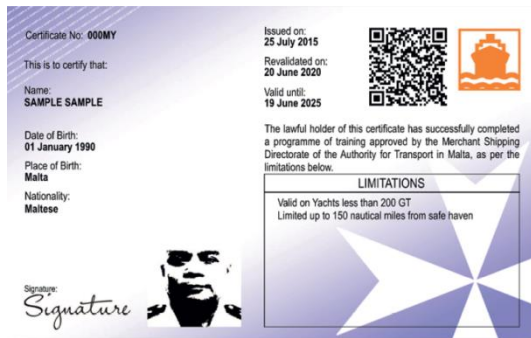 Certificate No: 000MY
This is to certify that:
Name:
SAMPLE SAMPLE
Date of Birth:
01 January 1990
Place of Birth:
Malta
Nationality:
Maltese
Signature:
Signature
Issued on:
25 July 2015
Revalidated on:
20 June 2020
Valid until:
19 June 2025
The lawful holder of this certificate has successfully completed
a programme of training approved by the Merchant Shipping
Directorate of the Authority for Transport in Malta, as per the
limitations below.
LIMITATIONS
Valid on Yachts less than 200 GT
Limited up to 150 nautical miles from safe haven